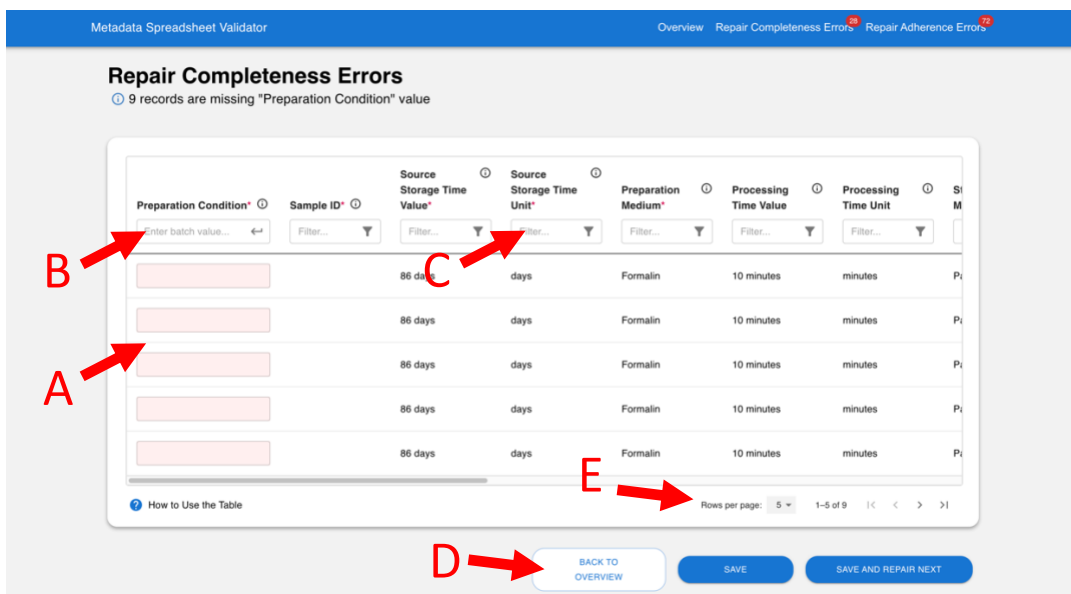 Metadata Spreadsheet Validator
Overview Repair Completeness Errors 28 Repair Adherence Errors 72
Repair Completeness Errors
9 records are missing "Preparation Condition" value
Preparation Condition* Sample ID* Source Storage Time Value* Source Storage Time Unit* Preparation Medium* Processing Time Value Processing Time Unit
Enter batch value... Filter... Filter... Filter... Filter... Filter... Filter...
B
C
86 days days Formalin 10 minutes minutes
86 days days Formalin 10 minutes minutes
A
86 days days Formalin 10 minutes minutes
86 days days Formalin 10 minutes minutes
86 days days Formalin 10 minutes minutes
E
? How to Use the Table
Rows per page: 5 1–5 of 9
D
BACK TO
OVERVIEW
SAVE
SAVE AND REPAIR NEXT